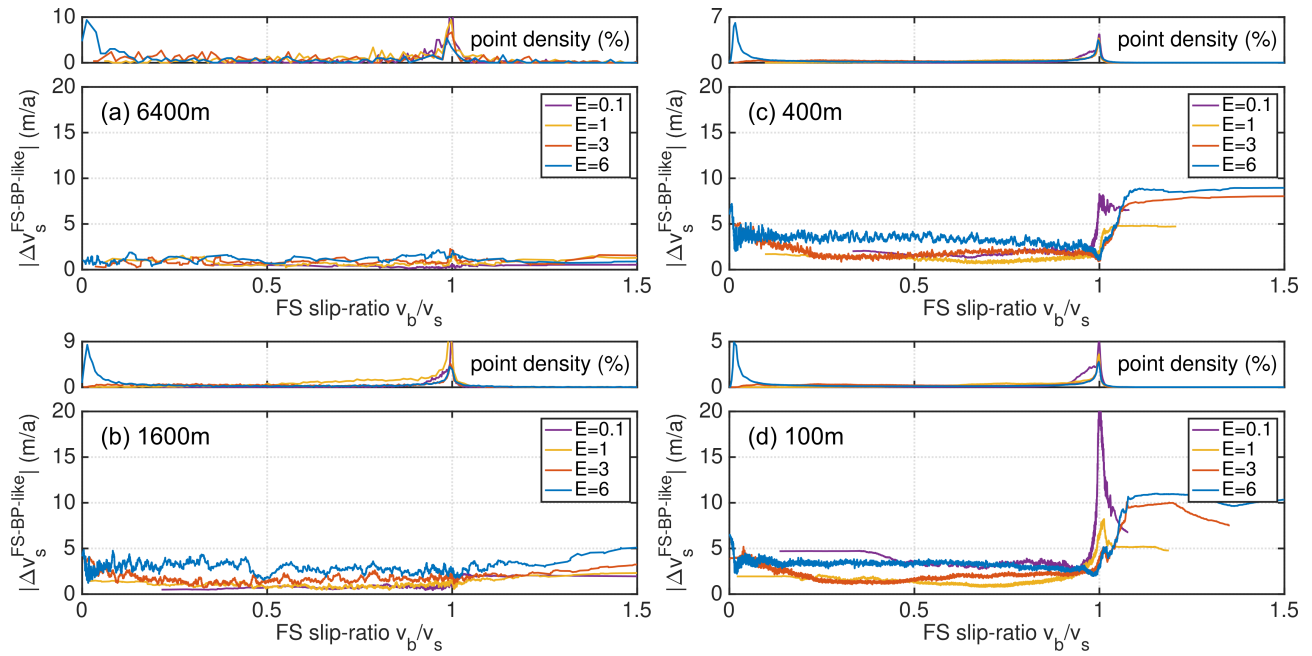 10
0
point density (%)
20
15
10
5
0
(a) 6400m
E=0.1
E=1
E=3
E=6
|Δv_s^FS-BP-like| (m/a)
0 0.5 1 1.5
FS slip-ratio v_b/v_s
9
0
point density (%)
20
15
10
5
0
(b) 1600m
E=0.1
E=1
E=3
E=6
|Δv_s^FS-BP-like| (m/a)
0 0.5 1 1.5
FS slip-ratio v_b/v_s
7
0
point density (%)
20
15
10
5
0
(c) 400m
E=0.1
E=1
E=3
E=6
|Δv_s^FS-BP-like| (m/a)
0 0.5 1 1.5
FS slip-ratio v_b/v_s
5
0
point density (%)
20
15
10
5
0
(d) 100m
E=0.1
E=1
E=3
E=6
|Δv_s^FS-BP-like| (m/a)
0 0.5 1 1.5
FS slip-ratio v_b/v_s